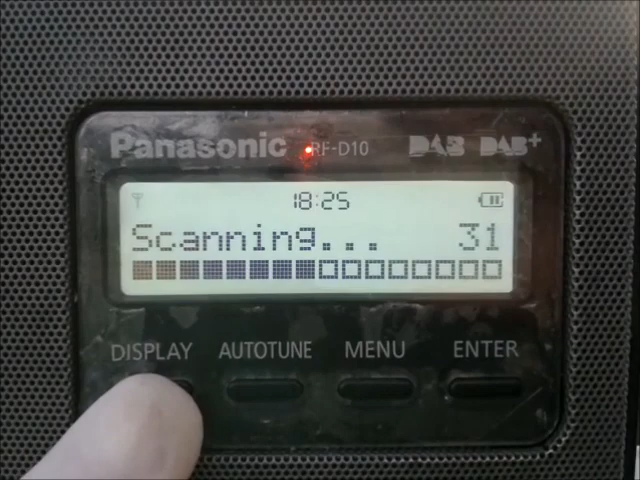 Panasonic RF-D10 DAB DAB+
18:25
Scanning... 31
DISPLAY AUTOTUNE MENU ENTER